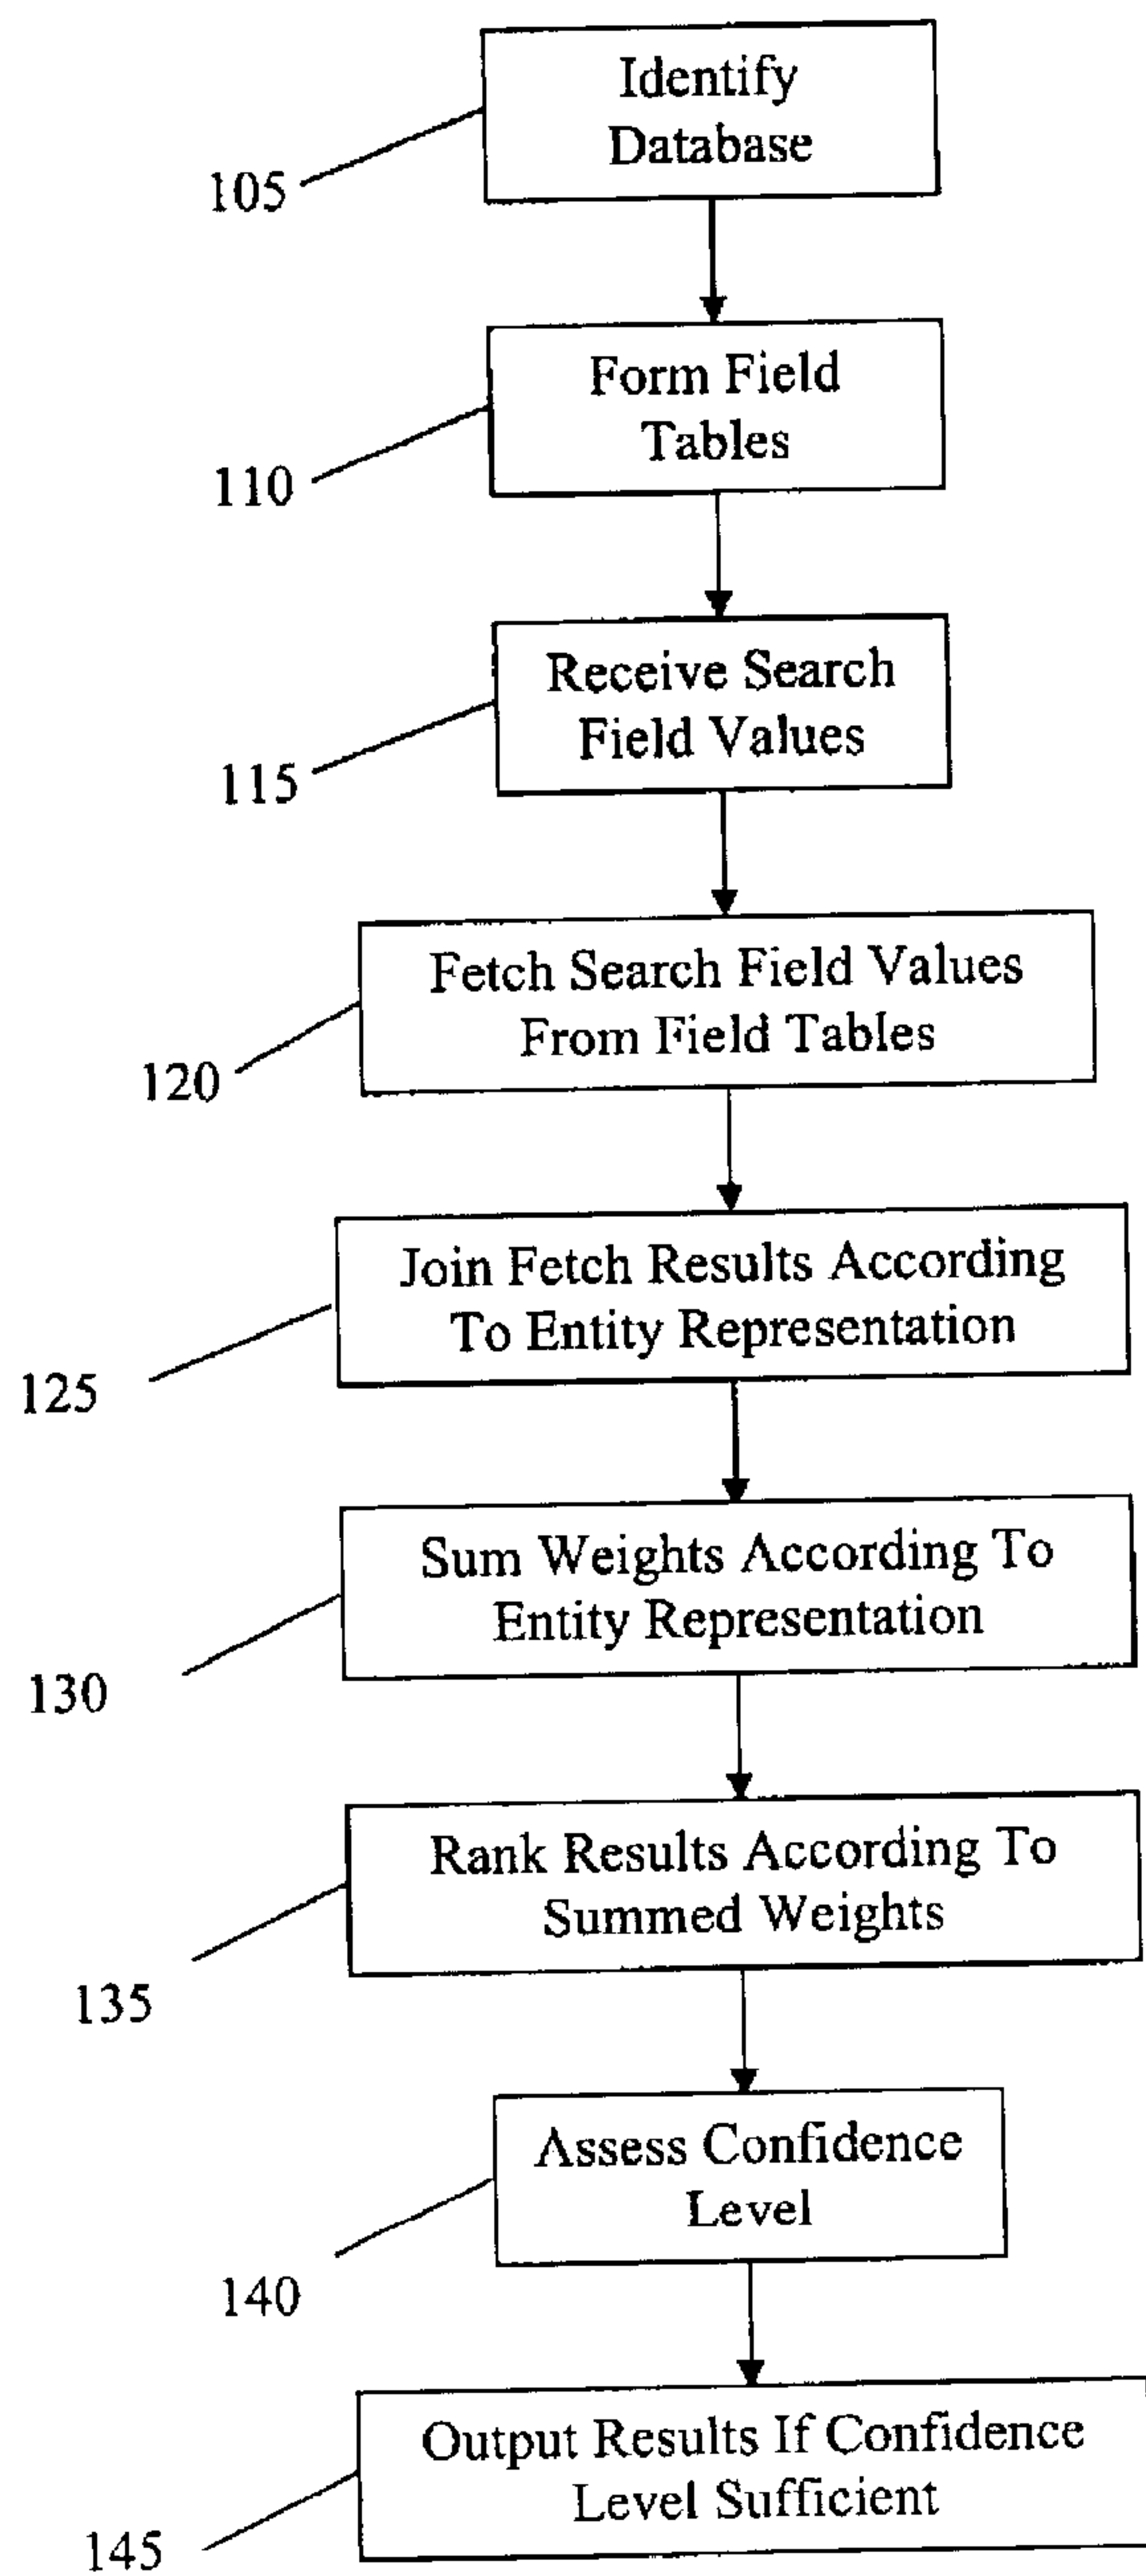 Identify
Database
105
Form Field
Tables
110
Receive Search
Field Values
115
Fetch Search Field Values
From Field Tables
120
Join Fetch Results According
To Entity Representation
125
Sum Weights According To
Entity Representation
130
Rank Results According To
Summed Weights
135
Assess Confidence
Level
140
Output Results If Confidence
Level Sufficient
145